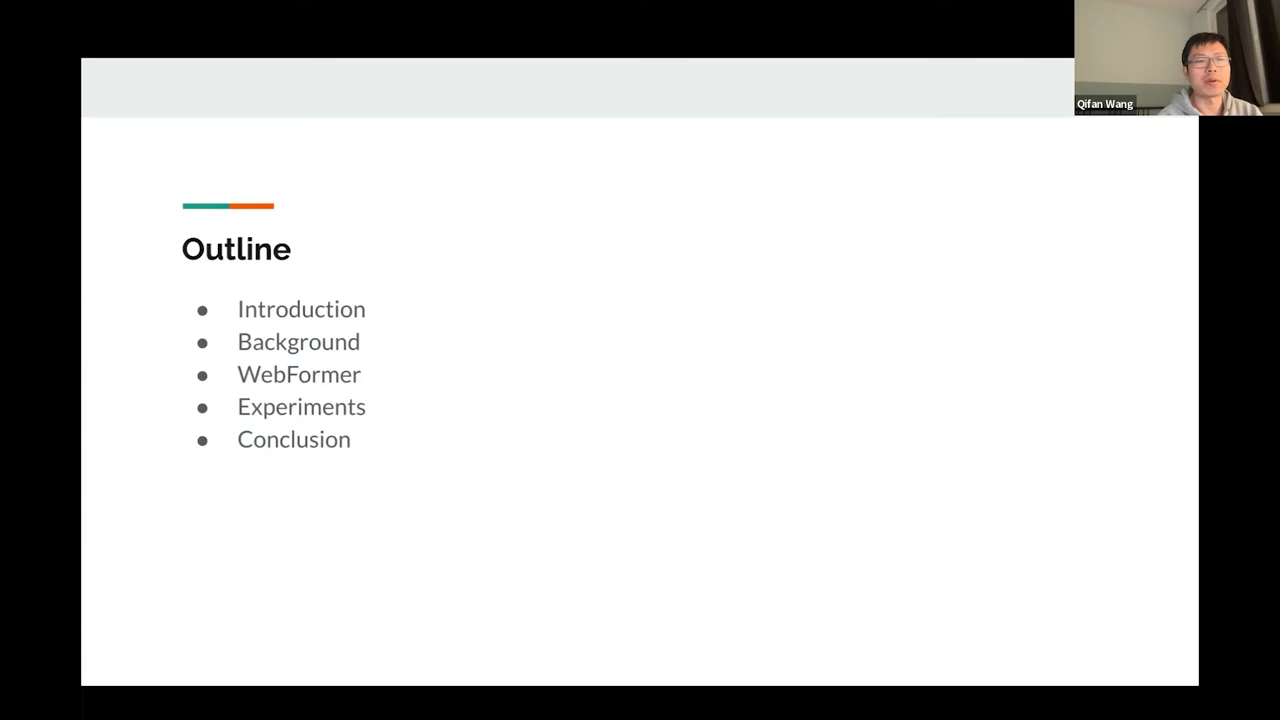 Qifan Wang
Outline
● Introduction
● Background
● WebFormer
● Experiments
● Conclusion